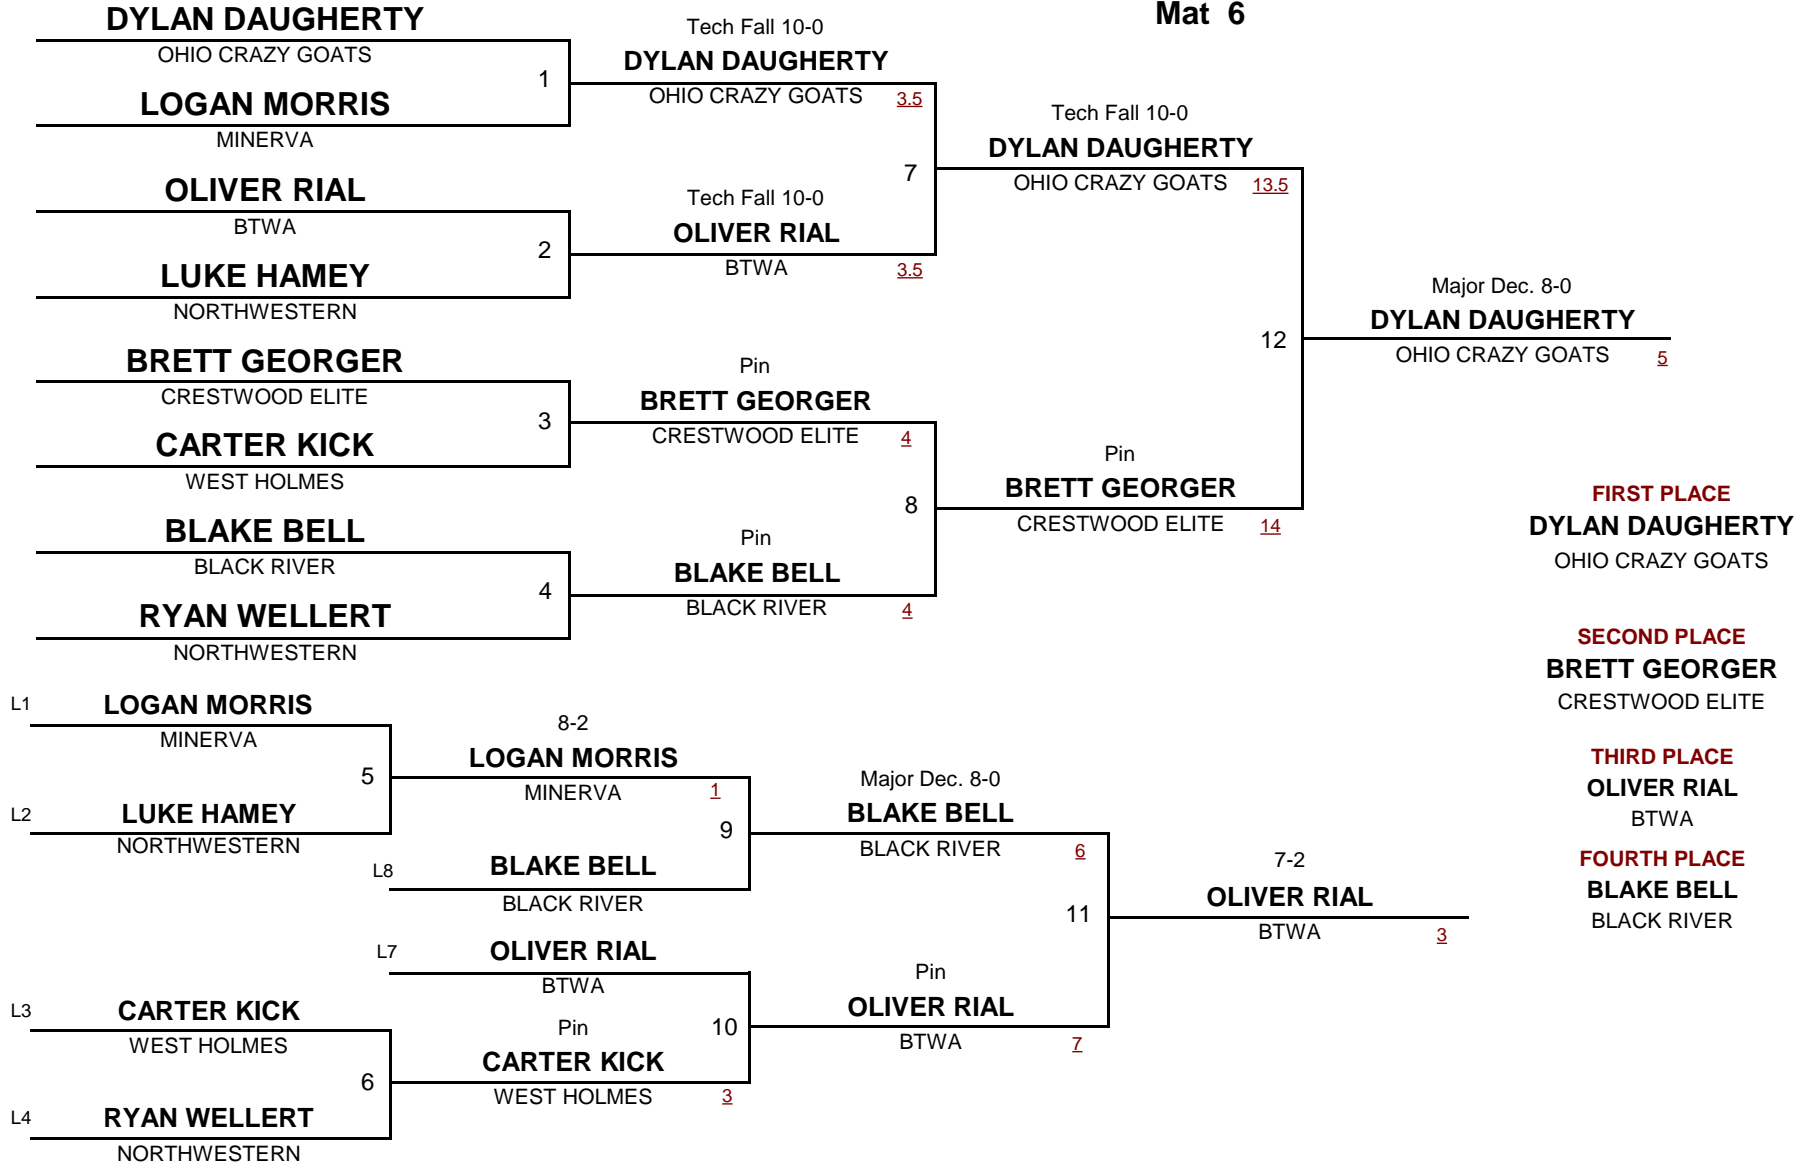 Mat  6
DYLAN DAUGHERTY
OHIO CRAZY GOATS
1
LOGAN MORRIS
MINERVA
OLIVER RIAL
BTWA
2
LUKE HAMEY
NORTHWESTERN
BRETT GEORGER
CRESTWOOD ELITE
3
CARTER KICK
WEST HOLMES
BLAKE BELL
BLACK RIVER
4
RYAN WELLERT
NORTHWESTERN
Tech Fall 10-0
DYLAN DAUGHERTY
OHIO CRAZY GOATS 3.5
7
Tech Fall 10-0
OLIVER RIAL
BTWA 3.5
Pin
BRETT GEORGER
CRESTWOOD ELITE 4
8
Pin
BLAKE BELL
BLACK RIVER 4
Tech Fall 10-0
DYLAN DAUGHERTY
OHIO CRAZY GOATS 13.5
12
Pin
BRETT GEORGER
CRESTWOOD ELITE 14
Major Dec. 8-0
DYLAN DAUGHERTY
OHIO CRAZY GOATS 5
L1 LOGAN MORRIS
MINERVA
5
L2 LUKE HAMEY
NORTHWESTERN
8-2
LOGAN MORRIS
MINERVA 1
9
L8 BLAKE BELL
BLACK RIVER
L7 OLIVER RIAL
BTWA
10
L3 CARTER KICK
WEST HOLMES
6
L4 RYAN WELLERT
NORTHWESTERN
Pin
CARTER KICK
WEST HOLMES 3
Major Dec. 8-0
BLAKE BELL
BLACK RIVER 6
11
Pin
OLIVER RIAL
BTWA 7
7-2
OLIVER RIAL
BTWA 3
FIRST PLACE
DYLAN DAUGHERTY
OHIO CRAZY GOATS
SECOND PLACE
BRETT GEORGER
CRESTWOOD ELITE
THIRD PLACE
OLIVER RIAL
BTWA
FOURTH PLACE
BLAKE BELL
BLACK RIVER